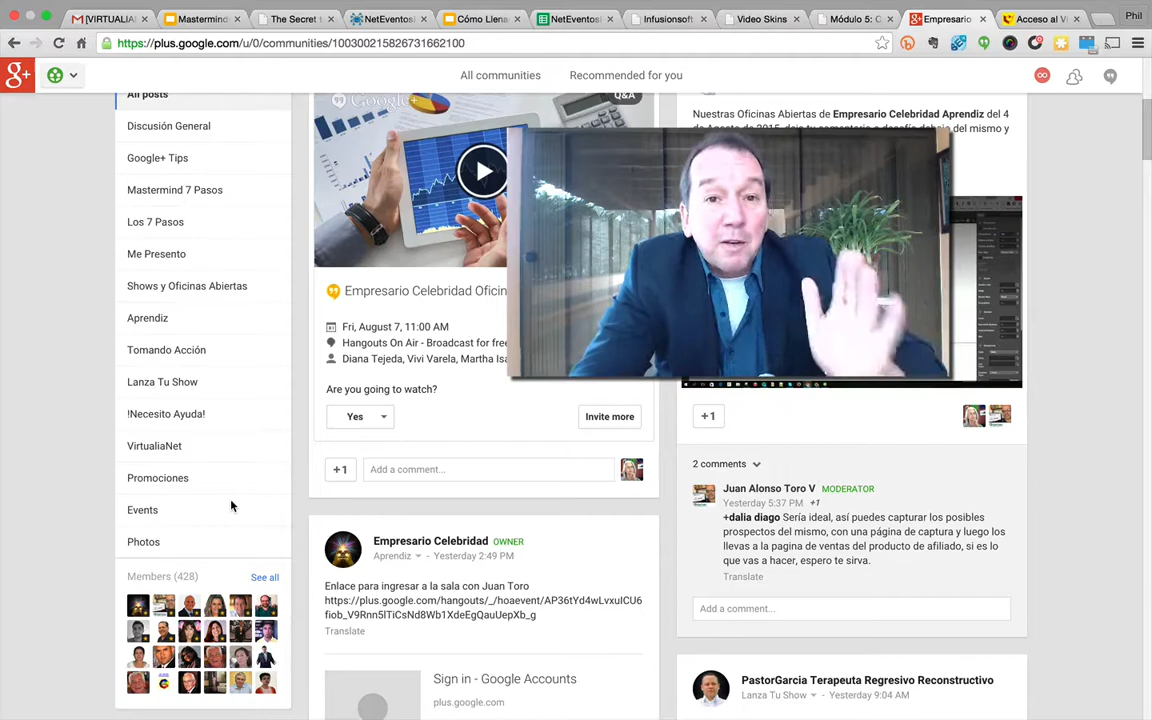 [VIRTUALIA
Mastermind
The Secret
NetEventos
Cómo Llena
NetEventos
Infusionsoft
Video Skins
Módulo 5: C
Empresario
Acceso al Vi
Phil
https://plus.google.com/u/0/communities/100300215826731662100
g+
All communities
Recommended for you
All posts
Discusión General
Google+ Tips
Mastermind 7 Pasos
Los 7 Pasos
Me Presento
Shows y Oficinas Abiertas
Aprendiz
Tomando Acción
Lanza Tu Show
!Necesito Ayuda!
VirtualiaNet
Promociones
Events
Photos
Members (428)
See all
Google+
Q&A
Empresario Celebridad Oficin
Fri, August 7, 11:00 AM
Hangouts On Air - Broadcast for free
Diana Tejeda, Vivi Varela, Martha Isa
Are you going to watch?
Yes
Invite more
+1
Add a comment...
Empresario Celebridad OWNER
Aprendiz - Yesterday 2:49 PM
Enlace para ingresar a la sala con Juan Toro
https://plus.google.com/hangouts/_/hoaevent/AP36tYd4wLvxuICU6
fiob_V9Rnn5lTiCsNd8Wb1XdeEgQauUepXb_g
Translate
Sign in - Google Accounts
plus.google.com
Nuestras Oficinas Abiertas de Empresario Celebridad Aprendiz del 4
del mismo y
+1
2 comments
Juan Alonso Toro V MODERATOR
Yesterday 5:37 PM +1
+dalia diago Sería ideal, así puedes capturar los posibles
prospectos del mismo, con una página de captura y luego los
llevas a la pagina de ventas del producto de afiliado, si es lo
que vas a hacer, espero te sirva.
Translate
Add a comment...
PastorGarcia Terapeuta Regresivo Reconstructivo
Lanza Tu Show - Yesterday 9:04 AM